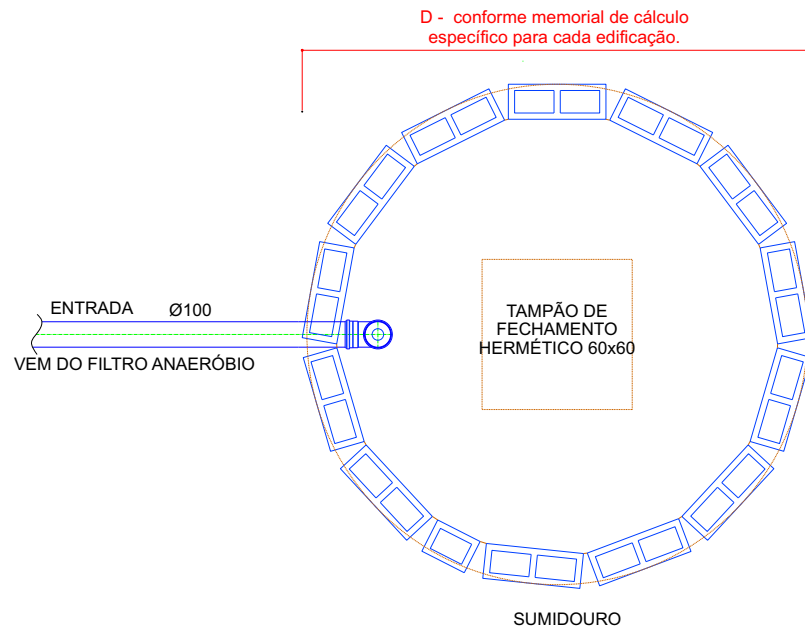 D - conforme memorial de cálculo
específico para cada edificação.
ENTRADA Ø100
VEM DO FILTRO ANAERÓBIO
TAMPÃO DE
FECHAMENTO
HERMÉTICO 60x60
SUMIDOURO